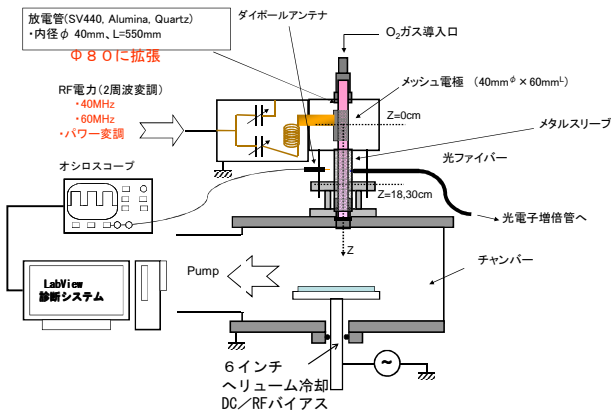 放電管(SV440, Alumina, Quartz)
・内径φ 40mm、L=550mm
Φ８０に拡張
ダイポールアンテナ
O₂ガス導入口
RF電力(2周波変調)
・40MHz
・60MHz
・パワー変調
メッシュ電極 （40mmᵠ×60mmᴸ）
Z=0cm
メタルスリーブ
オシロスコープ
光ファイバー
Z=18,30cm
光電子増倍管へ
Z
Pump
チャンバー
LabView
診断システム
６インチ
ヘリューム冷却
DC／RFバイアス
~